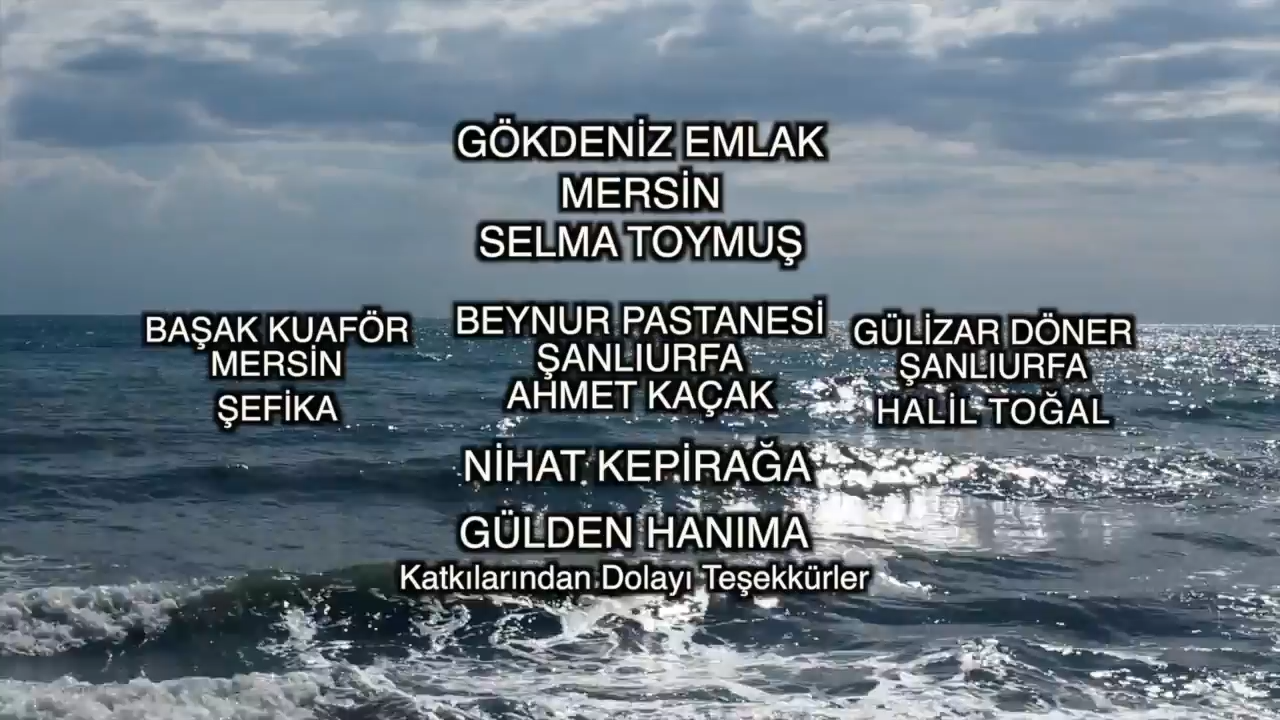 GÖKDENİZ EMLAK
MERSİN
SELMA TOYMUŞ
BAŞAK KUAFÖR
MERSİN
ŞEFİKA
BEYNUR PASTANESİ
ŞANLIURFA
AHMET KAÇAK
GÜLİZAR DÖNER
ŞANLIURFA
HALİL TOĞAL
NİHAT KEPİRAĞA
GÜLDEN HANIMA
Katkılarından Dolayı Teşekkürler